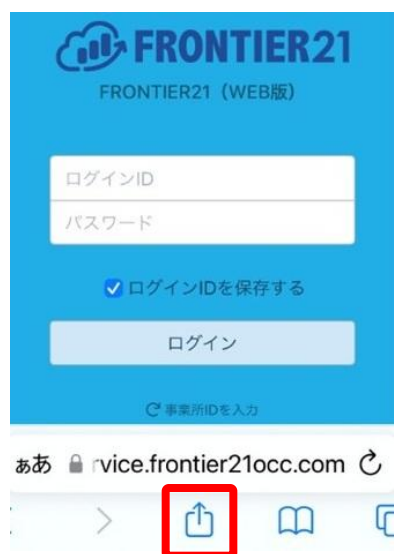 FRONTIER21
FRONTIER21（WEB版）
ログインID
パスワード
ログインIDを保存する
ログイン
事業所IDを入力
ぁあ rvice.frontier21occ.com